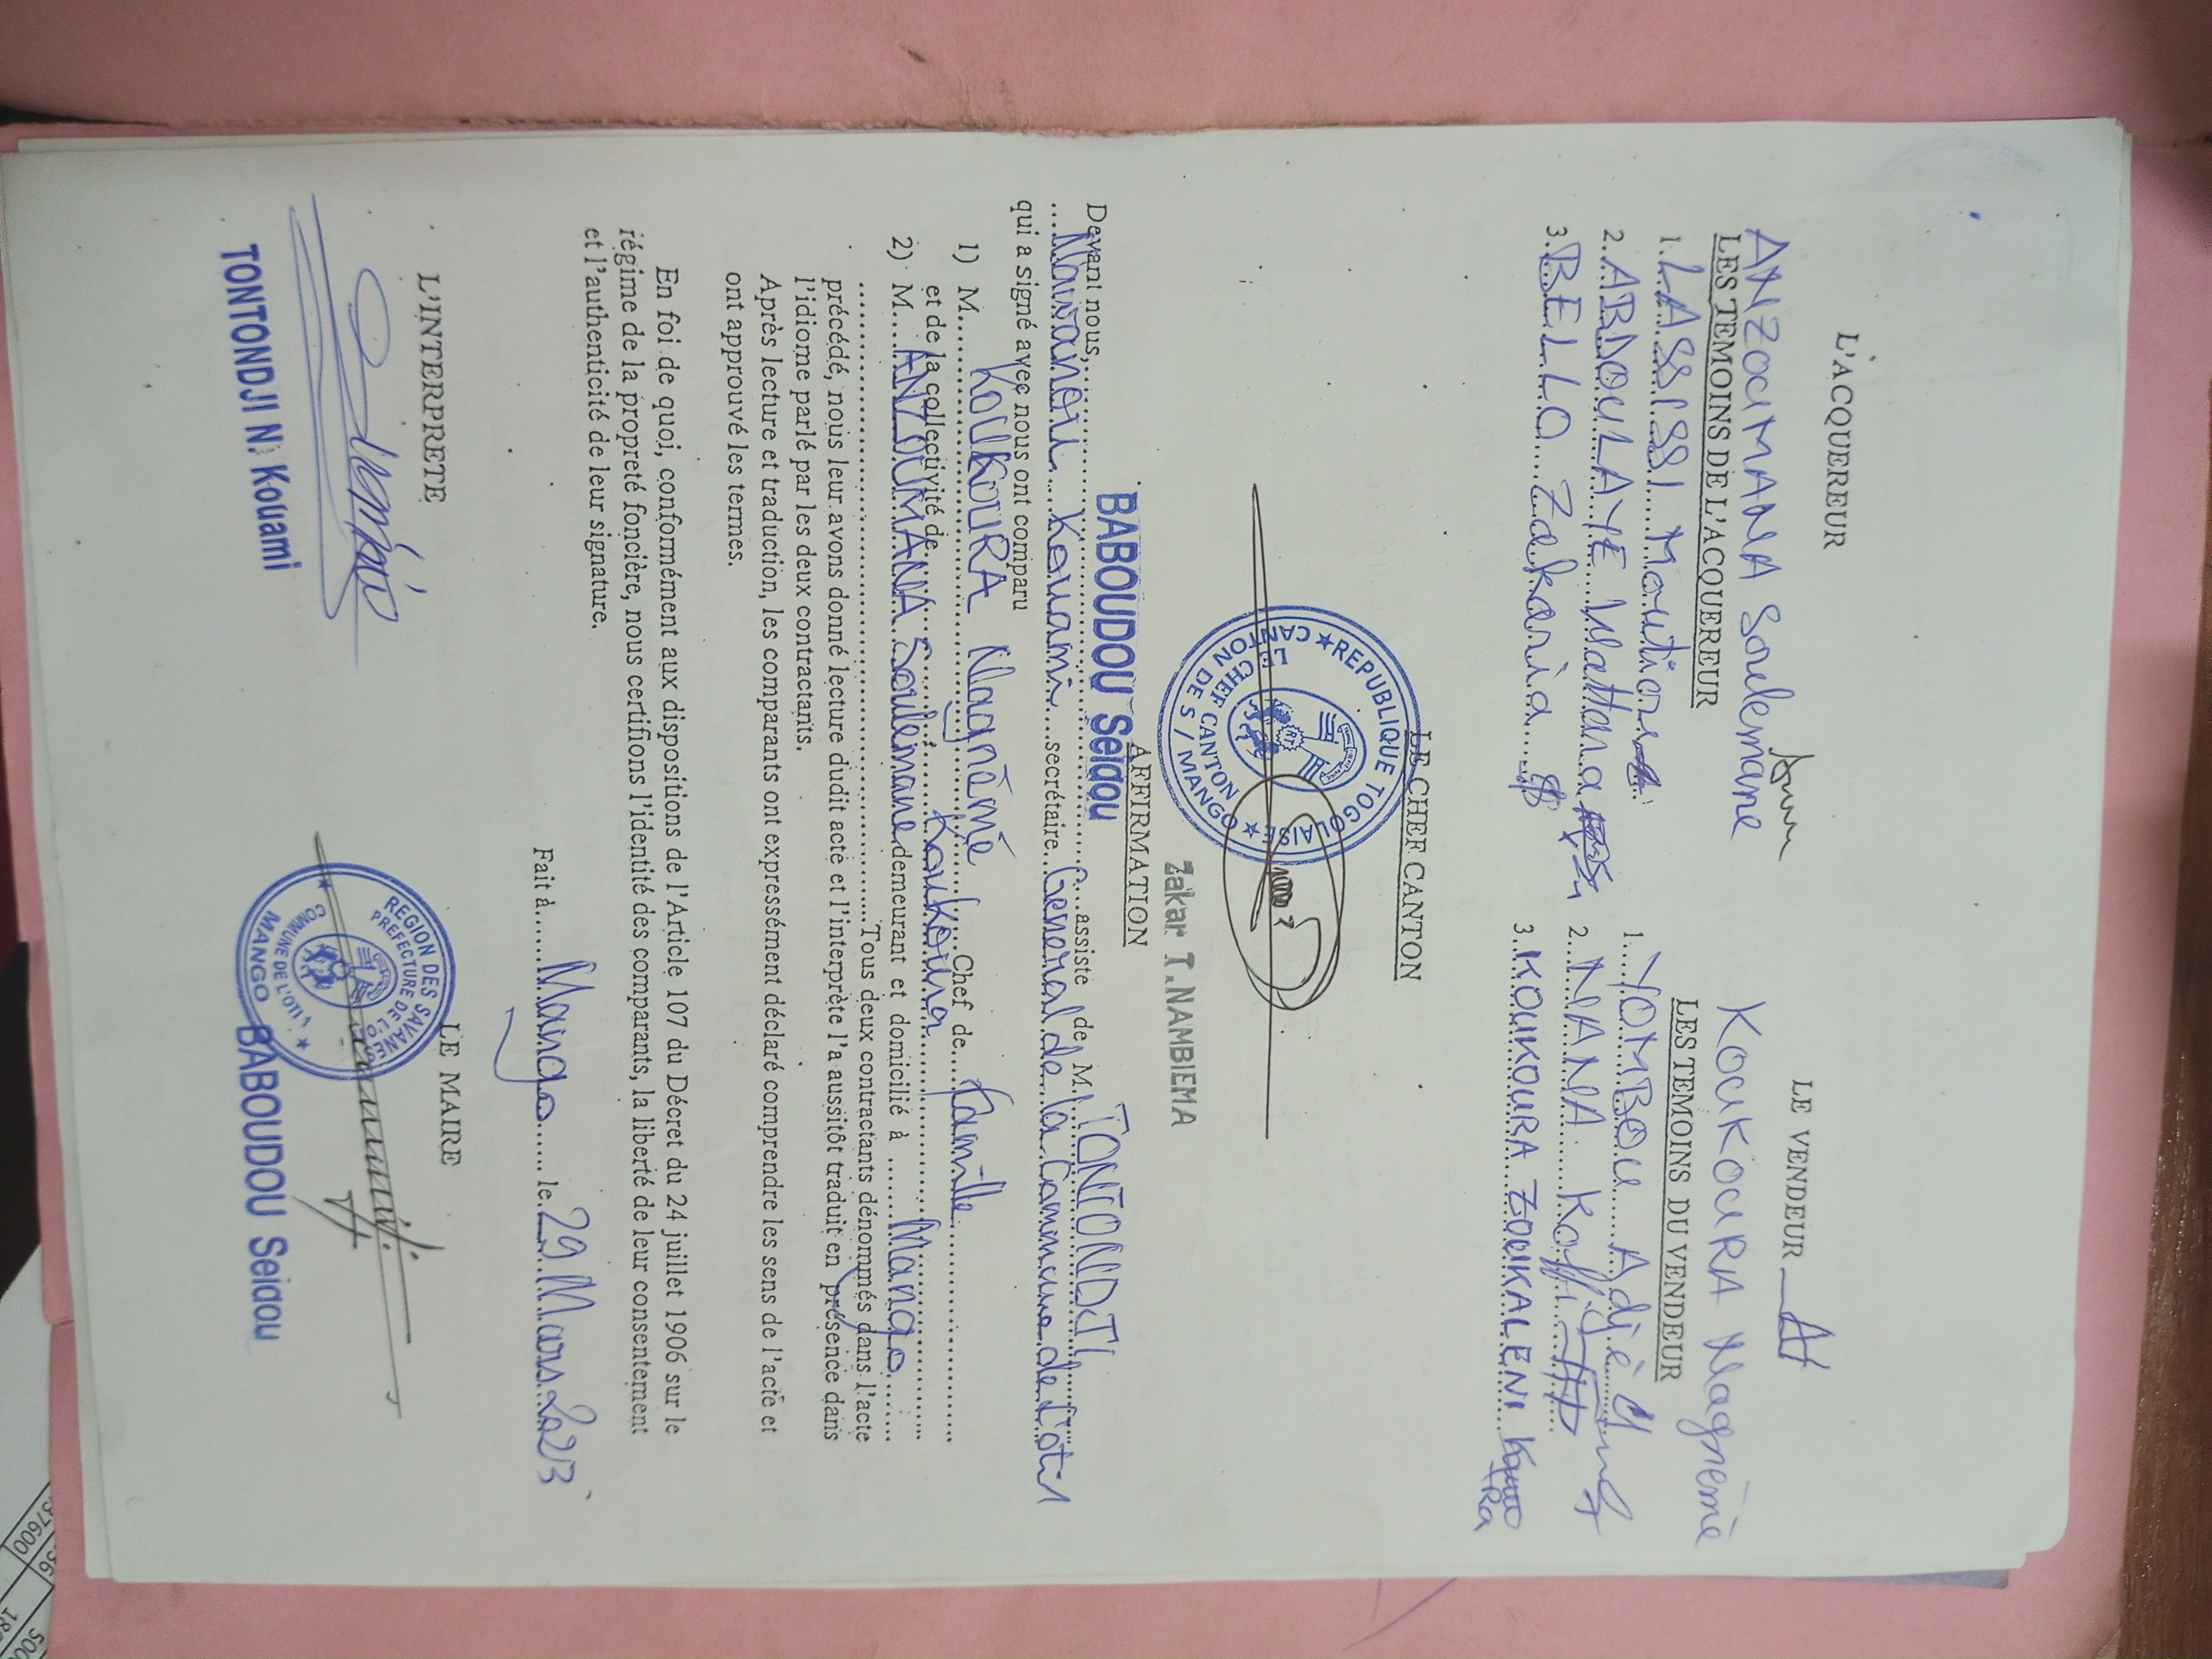 L'ACQUEREUR
LE VENDEUR
ANZOUMANA Soulemane
KOUKOURA Nagnémé
LES TEMOINS DE L'ACQUEREUR
LES TEMOINS DU VENDEUR
1. LASSISSI Moutiou
1. YOMBOU Adjé
2. ABDOULAYE Wattara
2. NANA Koffi
3. BELLO Zakaria
3. KOUKOURA ZOUKALENI
LE CHEF CANTON
★ REPUBLIQUE TOGOLAISE ★
CANTON DE S / MANGO
LE CHEF CANTON
Zakar T. NAMBIEMA
AFFIRMATION
BABOUDOU Seidou
Devant nous, assisté de M. TONTONDJI
Nawanou Kouami secrétaire General de la Commune de l'Oti 1
qui a signé avec nous ont comparu
1) M. KOUKOURA Nagnémé Chef de famille
et de la collectivité de Koukoura
2) M. ANZOUMANA Soulemane demeurant et domicilié à Mango
Tous deux contractants dénommés dans l'acte
précédé, nous leur avons donné lecture dudit acte et l'interprète l'a aussitôt traduit en présence dans
l'idiome parlé par les deux contractants.
Après lecture et traduction, les comparants ont expressément déclaré comprendre les sens de l'acte et
ont approuvé les termes.
En foi de quoi, conformément aux dispositions de l'Article 107 du Décret du 24 juillet 1906 sur le
régime de la propreté foncière, nous certifions l'identité des comparants, la liberté de leur consentement
et l'authenticité de leur signature.
Fait à Mango le 29 Mars 2023
L'INTERPRETE
LE MAIRE
REGION DES SAVANES
PREFECTURE DE L'OTI
COMMUNE DE L'OTI 1
★ MANGO ★
TONTONDJI N. Kouami
BABOUDOU Seidou
37600